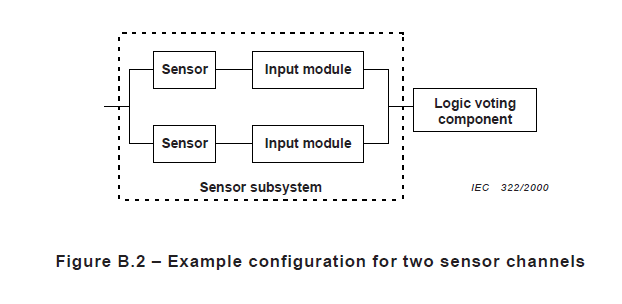 Sensor
Input module
Logic voting
component
Sensor
Input module
Sensor subsystem
IEC 322/2000
Figure B.2 – Example configuration for two sensor channels